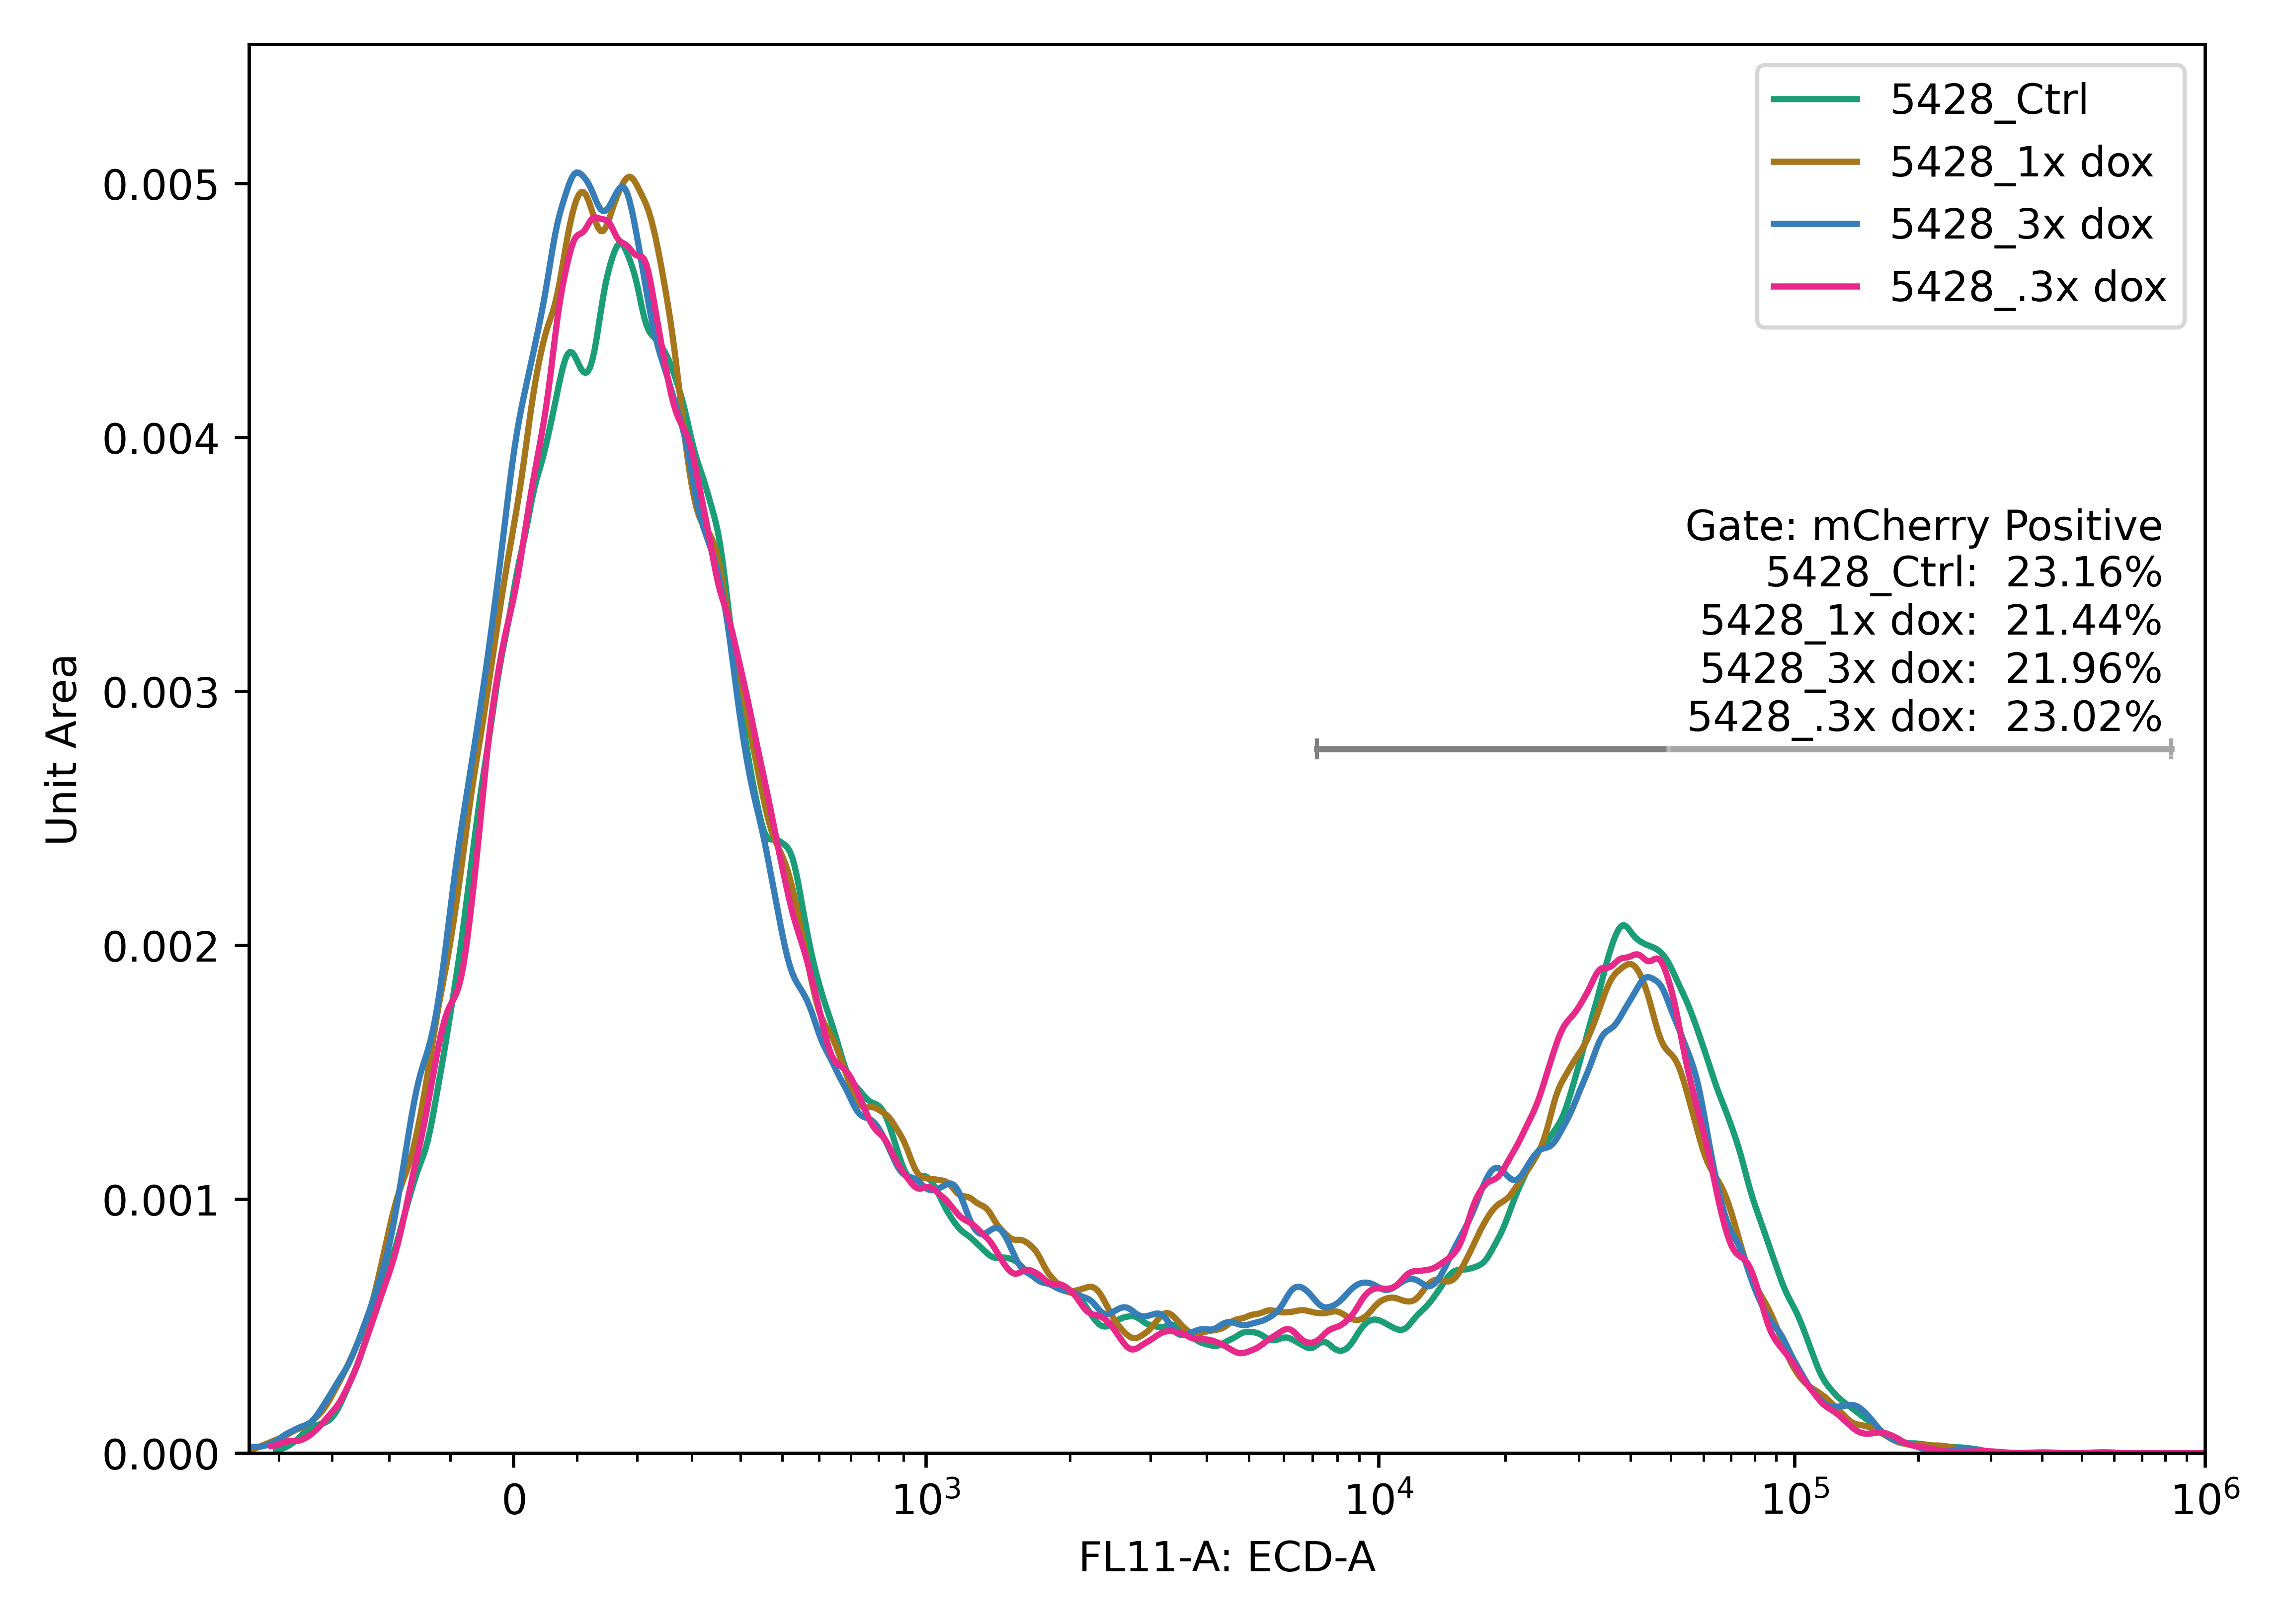 5428_Ctrl
5428_1x dox
5428_3x dox
5428_.3x dox
Gate: mCherry Positive
5428_Ctrl: 23.16%
5428_1x dox: 21.44%
5428_3x dox: 21.96%
5428_.3x dox: 23.02%
Unit Area
0.005
0.004
0.003
0.002
0.001
0.000
0 10³ 10⁴ 10⁵ 10⁶
FL11-A: ECD-A